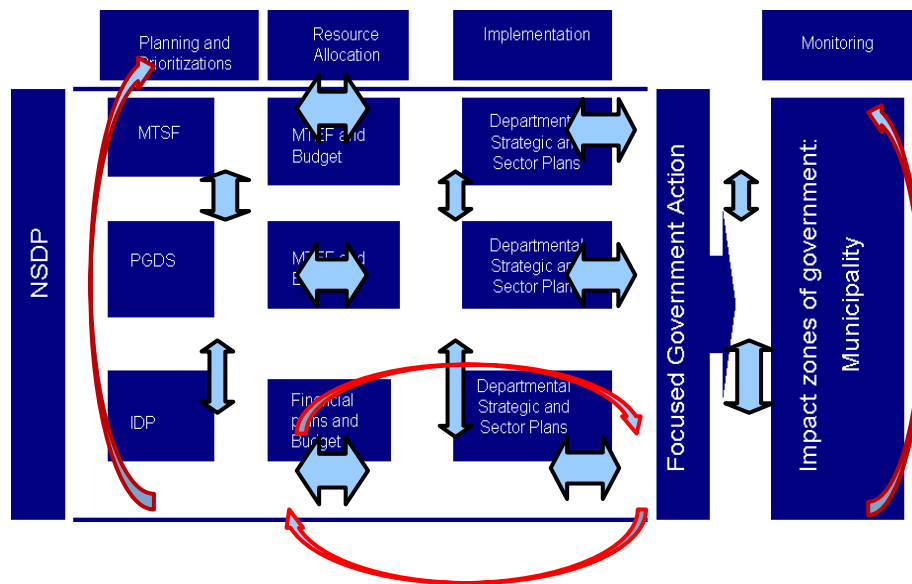 Planning and
Prioritizations
Resource
Allocation
Implementation
Monitoring
NSDP
MTSF
MTEF and
Budget
Departmental
Strategic and
Sector Plans
PGDS
MTEF and
Departmental
Strategic and
Sector Plans
IDP
Financial
plans and
Budget
Departmental
Strategic and
Sector Plans
Focused Government Action
Impact zones of government:
Municipality